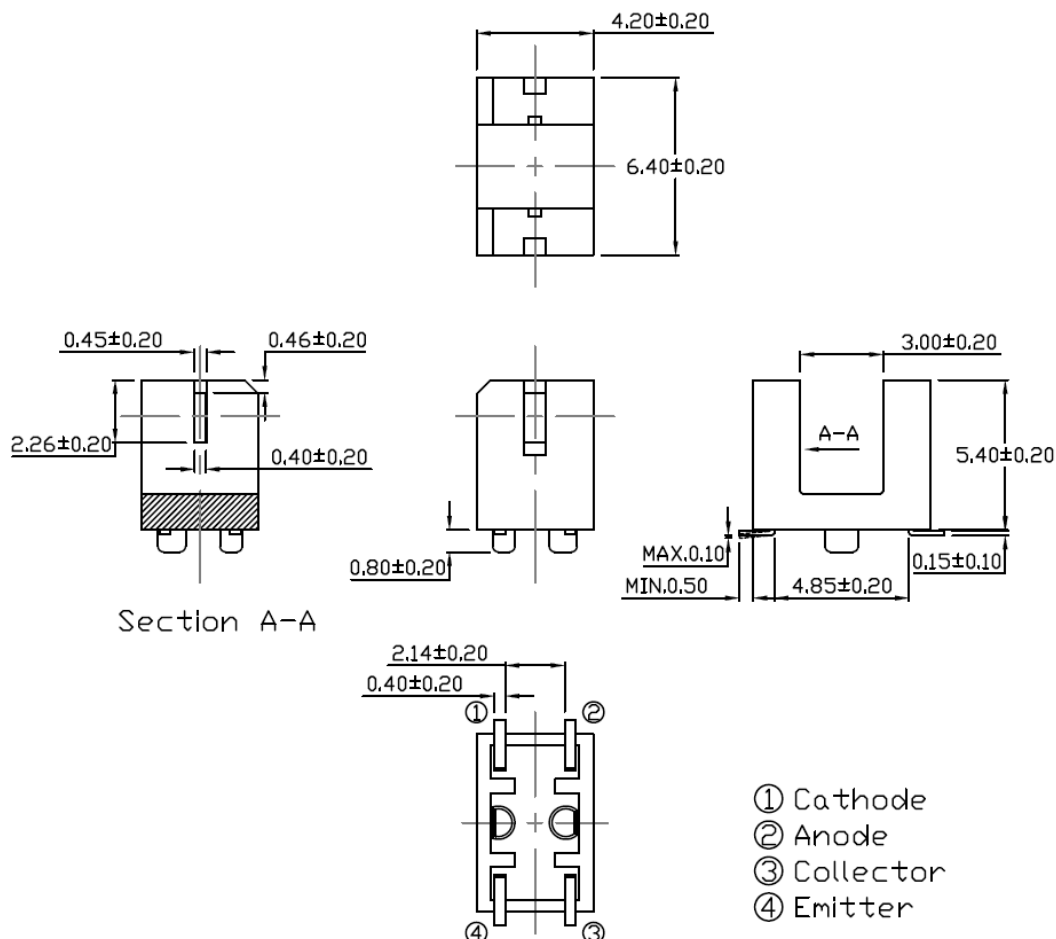 4.20±0.20
6.40±0.20
0.45±0.20
0.46±0.20
3.00±0.20
A-A
2.26±0.20
0.40±0.20
5.40±0.20
0.80±0.20
MAX.0.10
0.15±0.10
MIN.0.50
4.85±0.20
Section A-A
2.14±0.20
0.40±0.20
① ②
① Cathode
② Anode
③ Collector
④ Emitter
④ ③